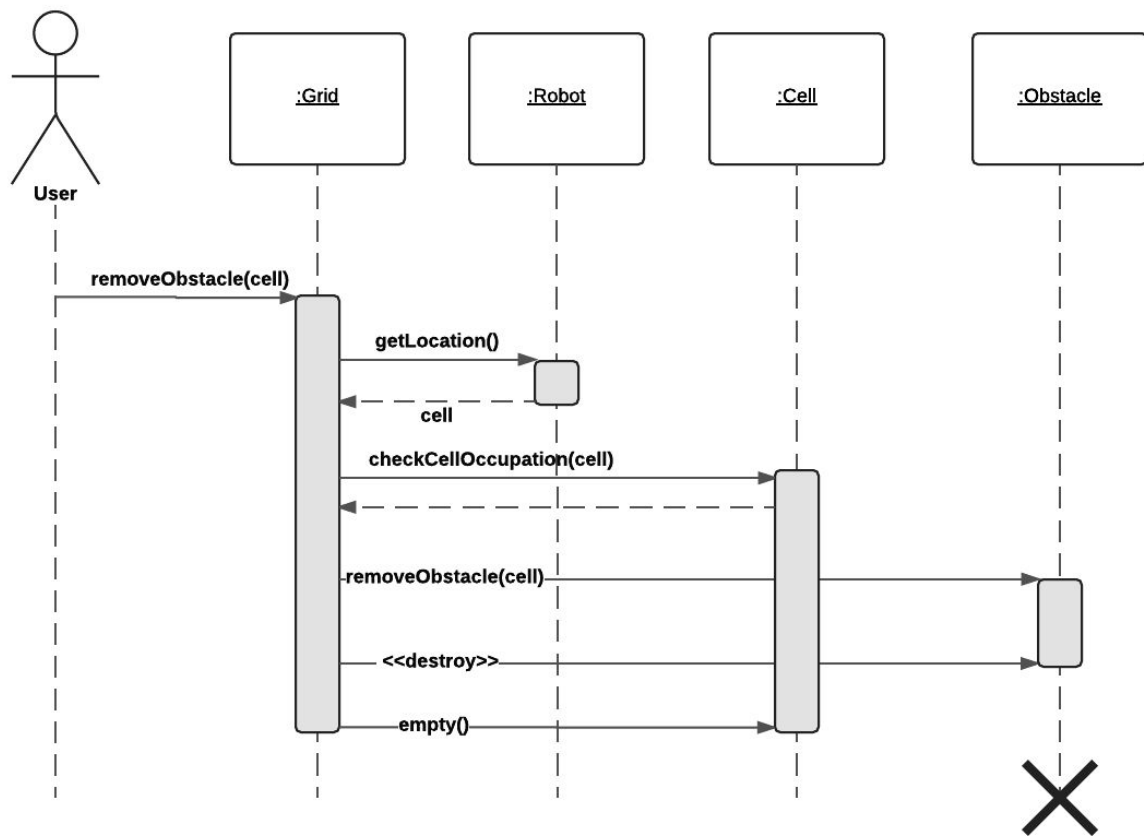 :Grid
:Robot
:Cell
:Obstacle
User
removeObstacle(cell)
getLocation()
cell
checkCellOccupation(cell)
removeObstacle(cell)
<<destroy>>
empty()